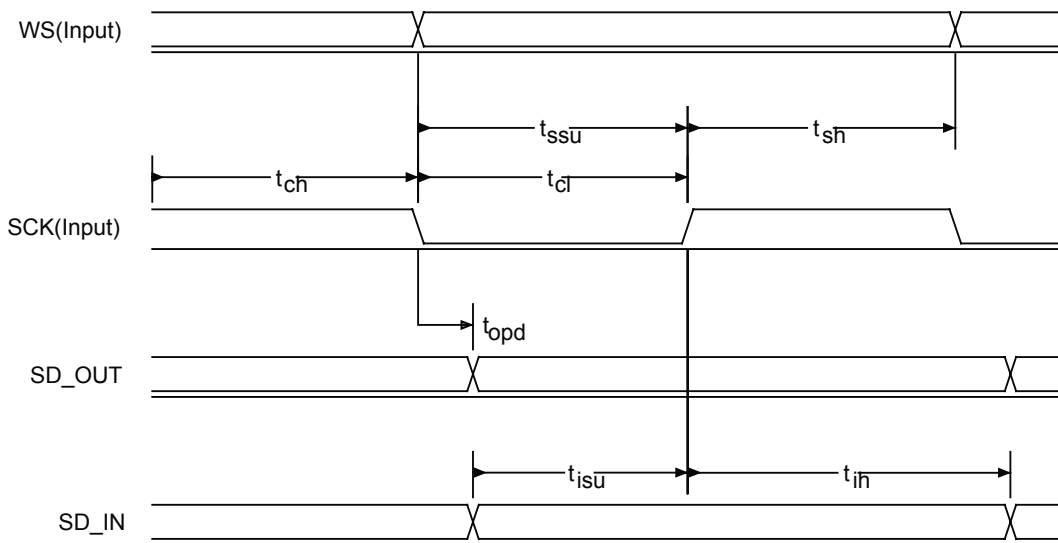 WS(Input)
tssu
tsh
tch
tcl
SCK(Input)
topd
SD_OUT
tisu
tih
SD_IN